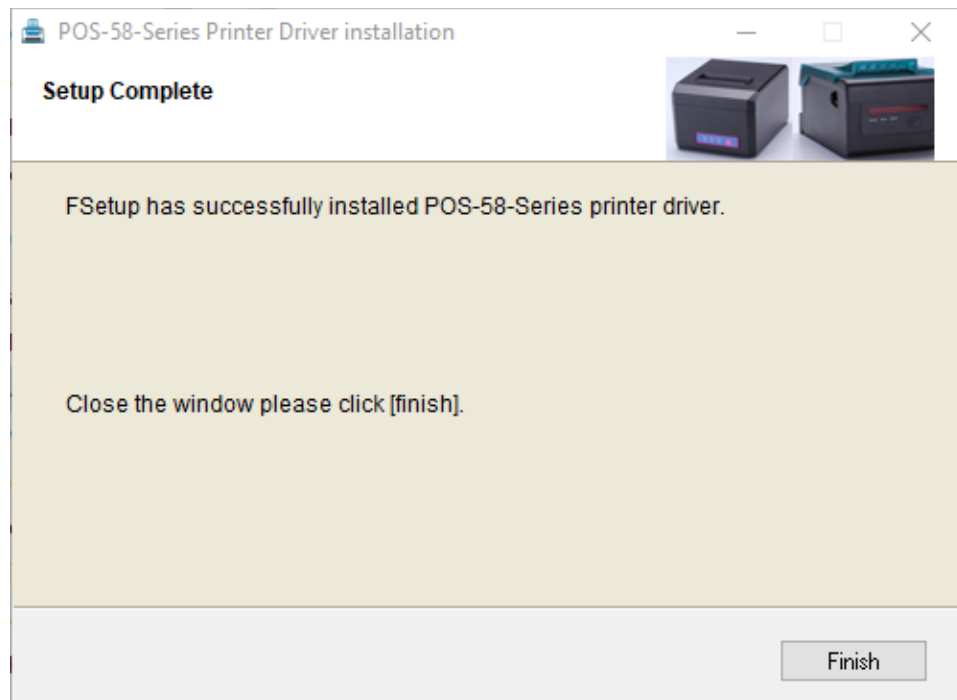 POS-58-Series Printer Driver installation
Setup Complete
FSetup has successfully installed POS-58-Series printer driver.
Close the window please click [finish].
Finish